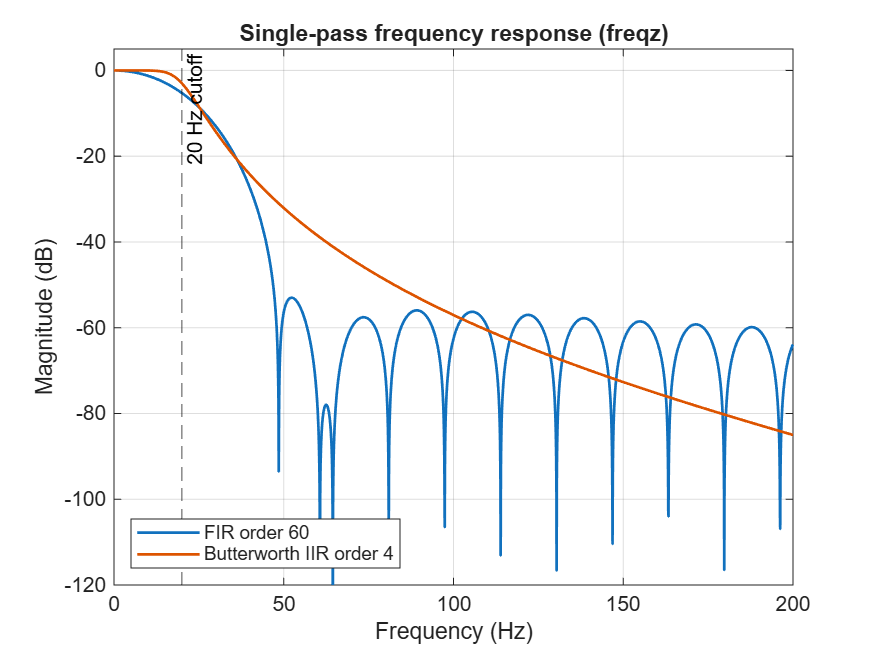 Single-pass frequency response (freqz)
0
-20
-40
-60
-80
-100
-120
Magnitude (dB)
20 Hz cutoff
FIR order 60
Butterworth IIR order 4
0
50
100
150
200
Frequency (Hz)